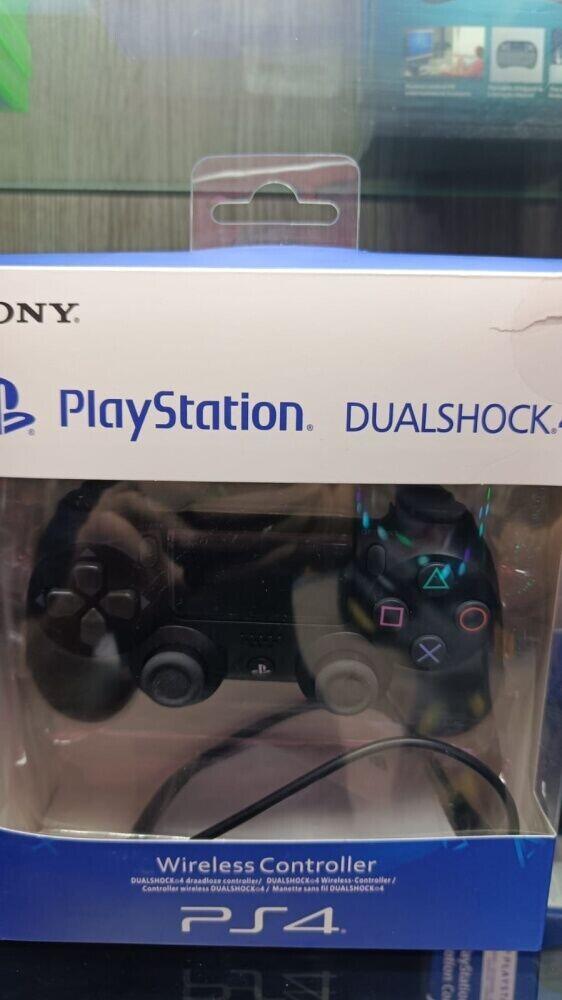 ONY
PlayStation® DUALSHOCK®4
Wireless Controller
DUALSHOCK®4 draadloze controller/ DUALSHOCK®4 Wireless-Controller/
Controller wireless DUALSHOCK®4 / Manette sans fil DUALSHOCK®4
PS4